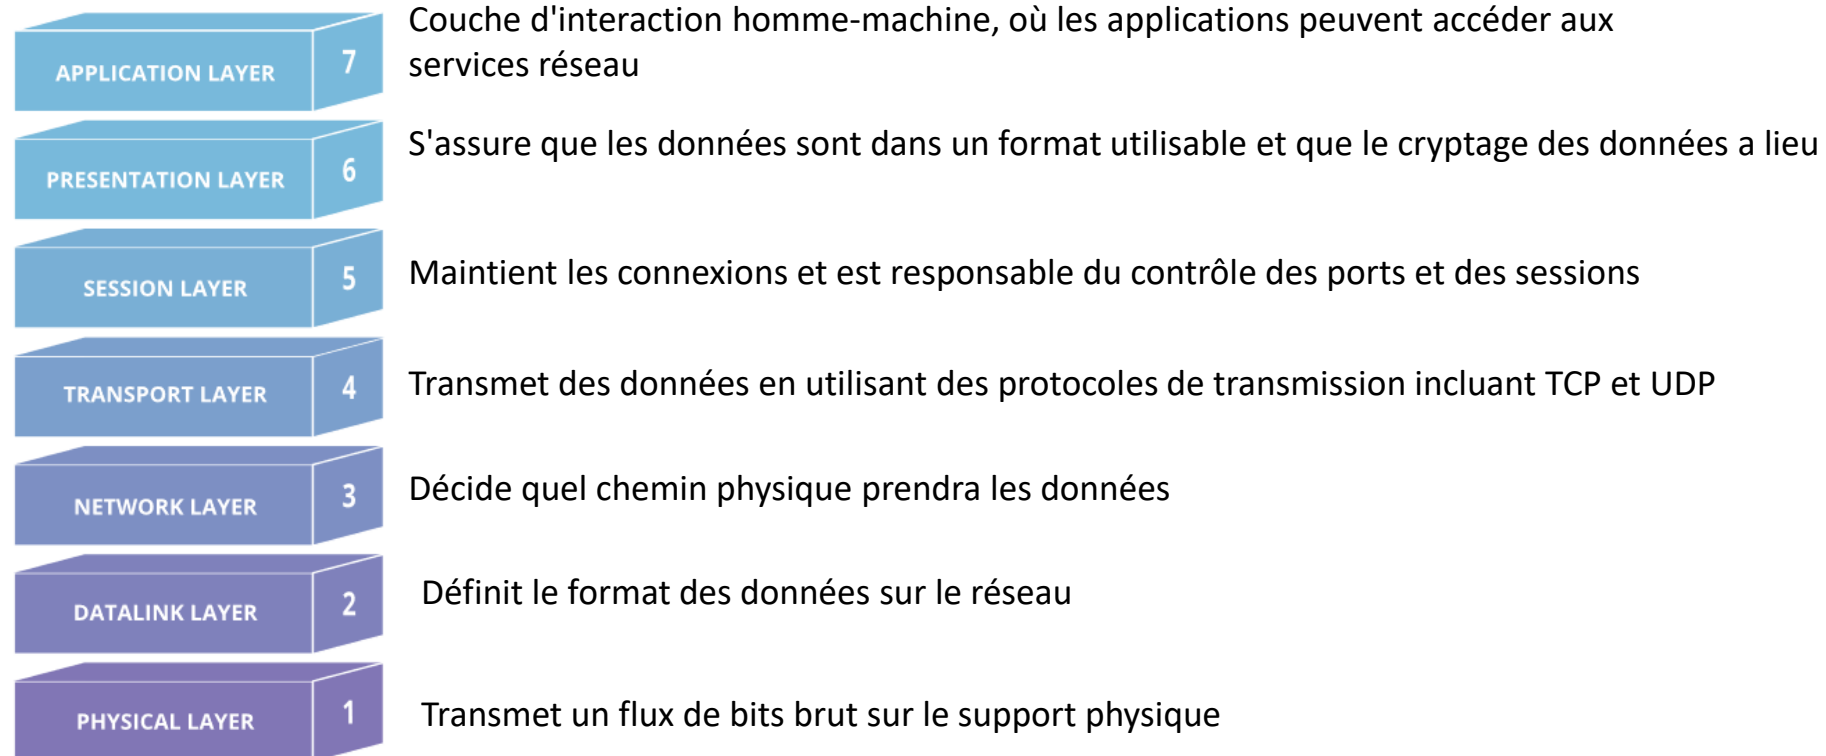 APPLICATION LAYER 7 Couche d'interaction homme-machine, où les applications peuvent accéder aux
services réseau
PRESENTATION LAYER 6 S'assure que les données sont dans un format utilisable et que le cryptage des données a lieu
SESSION LAYER 5 Maintient les connexions et est responsable du contrôle des ports et des sessions
TRANSPORT LAYER 4 Transmet des données en utilisant des protocoles de transmission incluant TCP et UDP
NETWORK LAYER 3 Décide quel chemin physique prendra les données
DATALINK LAYER 2 Définit le format des données sur le réseau
PHYSICAL LAYER 1 Transmet un flux de bits brut sur le support physique